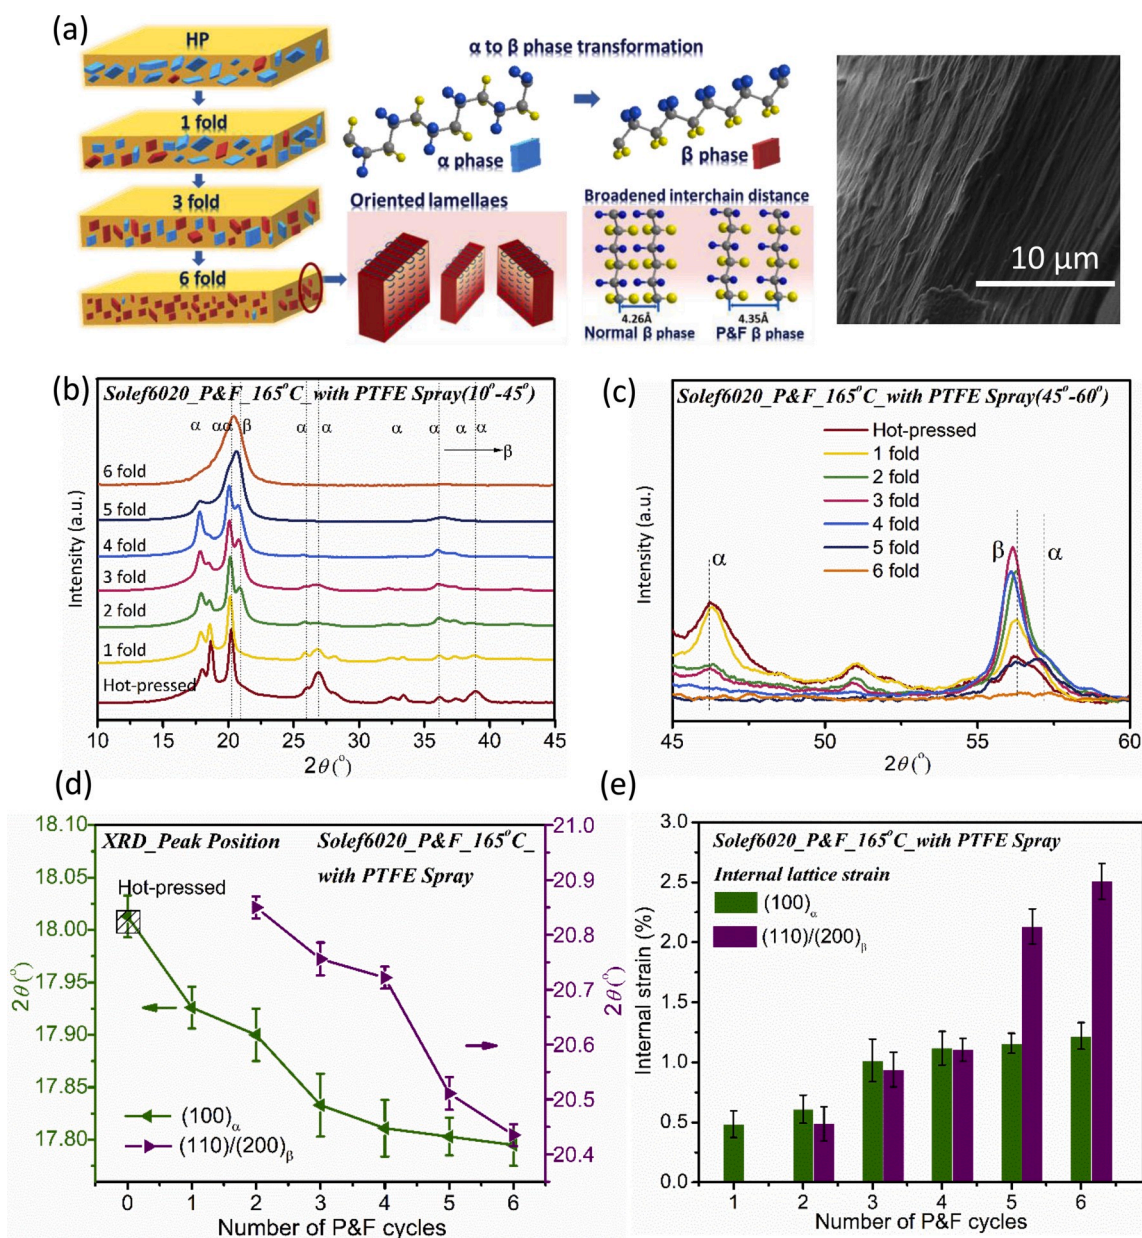 (a)
HP
1 fold
3 fold
6 fold
α to β phase transformation
α phase
β phase
Oriented lamellaes
Broadened interchain distance
4.26Å
4.35Å
Normal β phase
P&F β phase
10 μm
(b)
Solef6020_P&F_165°C_with PTFE Spray(10°-45°)
α αα β α α α α α
β
6 fold
5 fold
4 fold
3 fold
2 fold
1 fold
Hot-pressed
Intensity (a.u.)
10 15 20 25 30 35 40 45
2θ (°)
(c)
Solef6020_P&F_165°C_with PTFE Spray(45°-60°)
Hot-pressed
1 fold
2 fold
3 fold
4 fold
5 fold
6 fold
α
β
α
Intensity (a.u.)
45 50 55 60
2θ (°)
(d)
XRD_Peak Position
Solef6020_P&F_165°C_
with PTFE Spray
Hot-pressed
18.10
18.05
18.00
17.95
17.90
17.85
17.80
2θ(°)
21.0
20.9
20.8
20.7
20.6
20.5
20.4
2θ(°)
(100)α
(110)/(200)β
0 1 2 3 4 5 6
Number of P&F cycles
(e)
Solef6020_P&F_165°C_with PTFE Spray
Internal lattice strain
(100)α
(110)/(200)β
3.0
2.5
2.0
1.5
1.0
0.5
0.0
Internal strain (%)
1 2 3 4 5 6
Number of P&F cycles